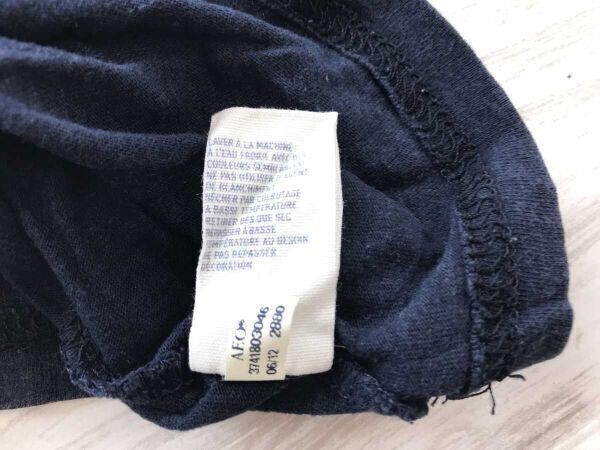 LAVER À LA MACHINE
À L'EAU FROIDE AVEC DES
COULEURS SEMBLABLES
NE PAS UTILISER D'AGENT
DE BLANCHIMENT
SÉCHER PAR CULBUTAGE
À BASSE TEMPÉRATURE
RETIRER DÈS QUE SEC
REPASSER À BASSE
TEMPÉRATURE AU BESOIN
NE PAS REPASSER
DÉCORATION
AEO®
3741803046
06/12 2880